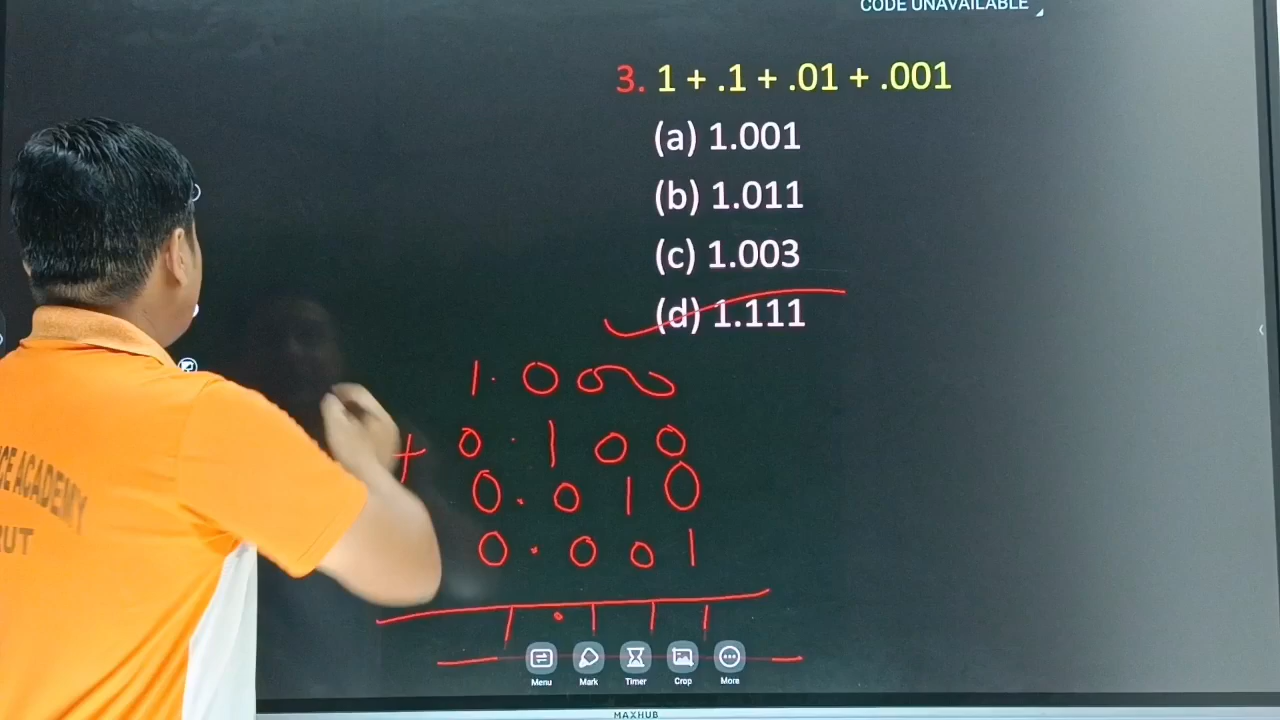 CODE UNAVAILABLE
3. 1 + .1 + .01 + .001
(a) 1.001
(b) 1.011
(c) 1.003
(d) 1.111
1.000
+ 0.100
0.010
0.001
1.111
CE ACADEMY
RUT
Menu Mark Timer Crop More
MAXHUB